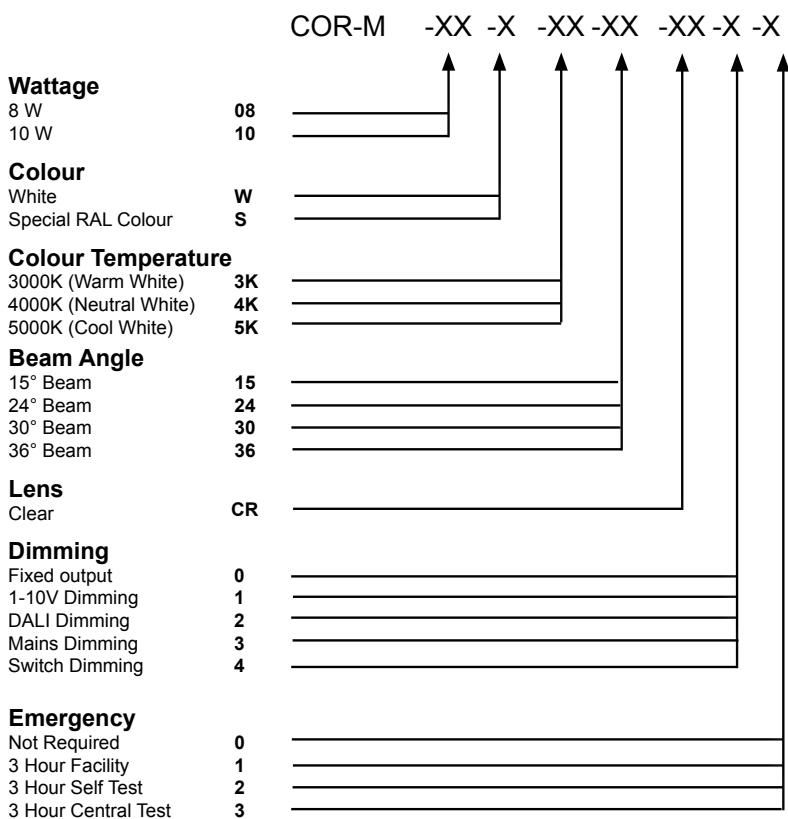 COR-M -XX -X -XX -XX -XX -X -X
Wattage
8 W 08
10 W 10
Colour
White W
Special RAL Colour S
Colour Temperature
3000K (Warm White) 3K
4000K (Neutral White) 4K
5000K (Cool White) 5K
Beam Angle
15° Beam 15
24° Beam 24
30° Beam 30
36° Beam 36
Lens
Clear CR
Dimming
Fixed output 0
1-10V Dimming 1
DALI Dimming 2
Mains Dimming 3
Switch Dimming 4
Emergency
Not Required 0
3 Hour Facility 1
3 Hour Self Test 2
3 Hour Central Test 3